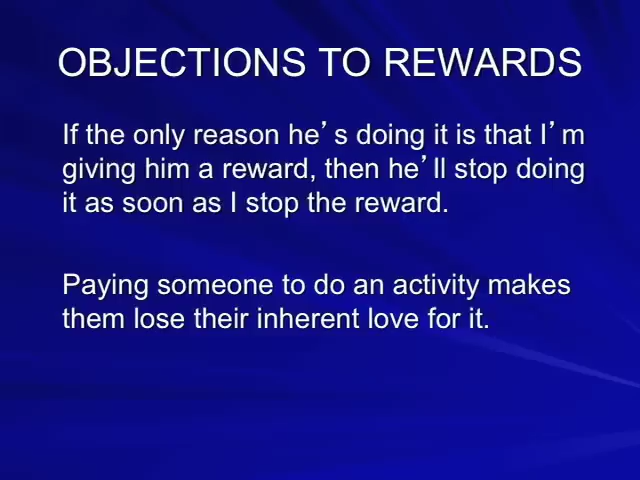 OBJECTIONS TO REWARDS
If the only reason he’s doing it is that I’m
giving him a reward, then he’ll stop doing
it as soon as I stop the reward.
Paying someone to do an activity makes
them lose their inherent love for it.